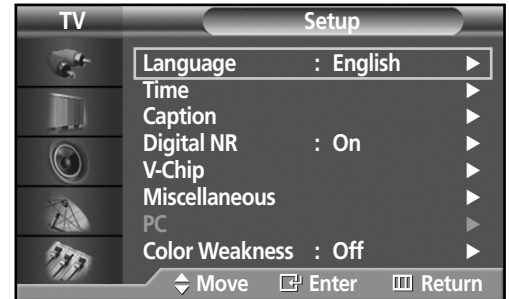 TV Setup
Language : English
Time
Caption
Digital NR : On
V-Chip
Miscellaneous
PC
Color Weakness : Off
Move Enter Return